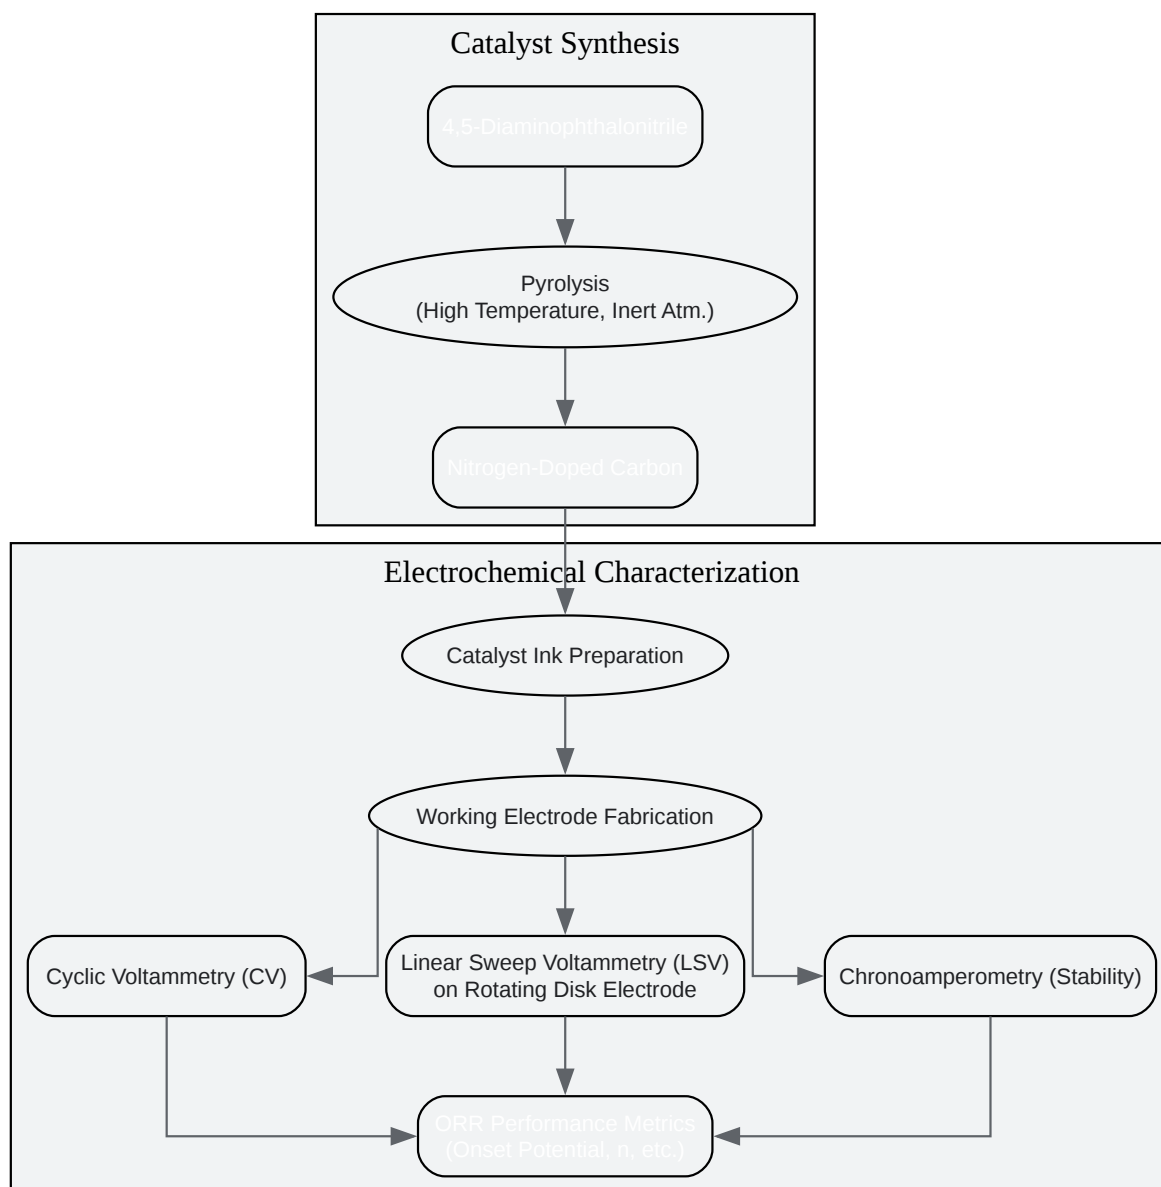 Catalyst Synthesis
4.5-Diaminophthalonitrile
Pyrolysis
(High Temperature, Inert Atm.)
Nitrogen-Doped Carbon
Electrochemical Characterization
Catalyst Ink Preparation
Working Electrode Fabrication
Cyclic Voltammetry (CV)
Linear Sweep Voltammetry (LSV)
on Rotating Disk Electrode
Chronoamperometry (Stability)
ORR Performance Metrics
(Onset Potential, n, etc.)